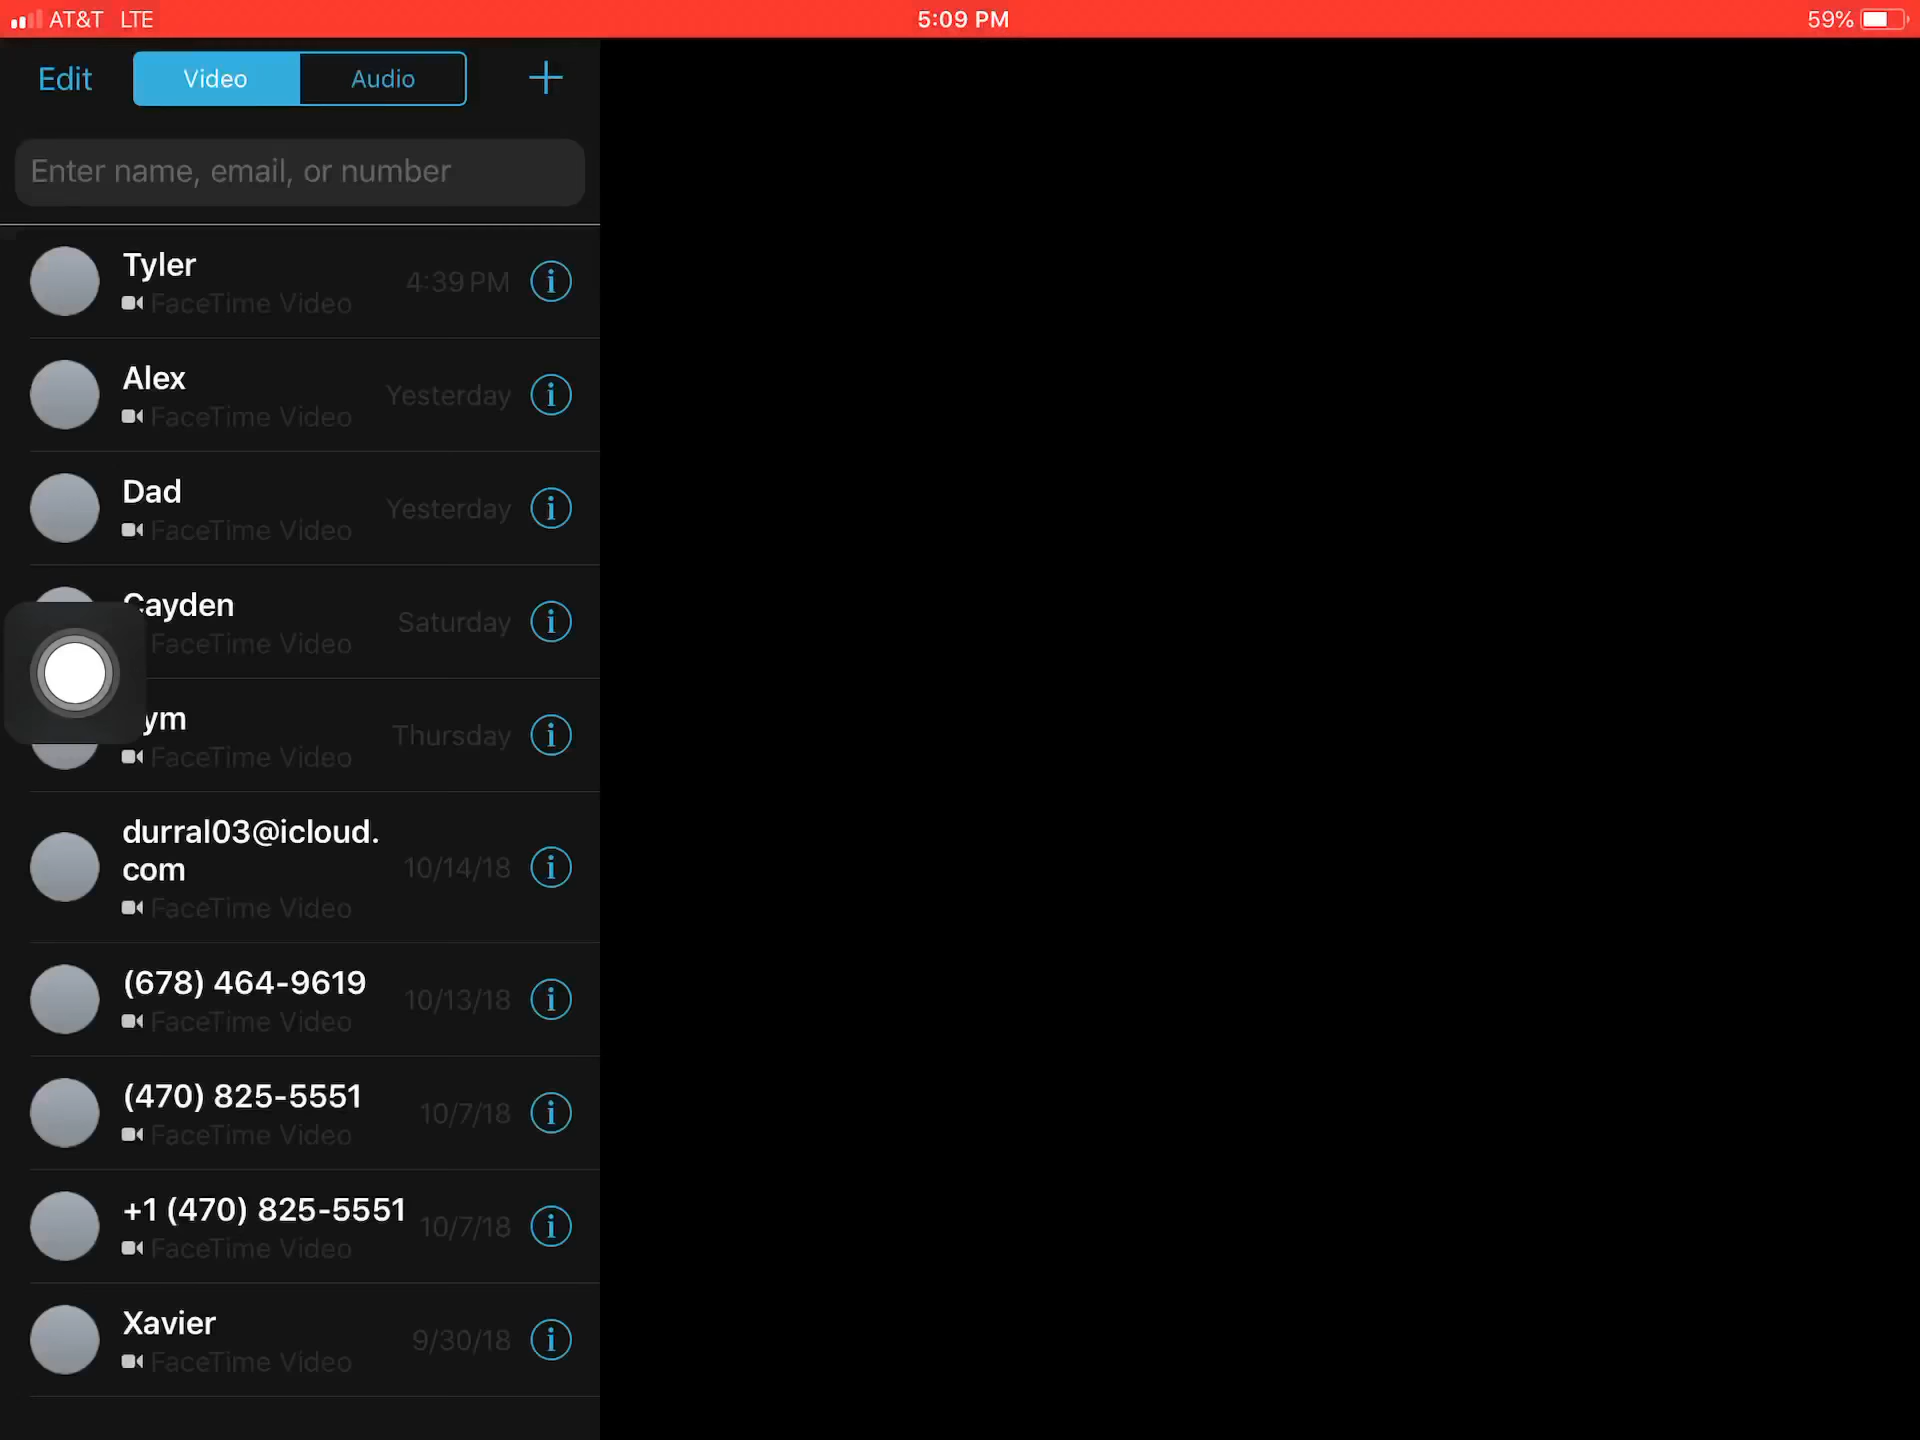 AT&T LTE 5:09 PM 59%
Edit Video Audio
Enter name, email, or number
Tyler
FaceTime Video 4:39 PM
Alex
FaceTime Video Yesterday
Dad
FaceTime Video Yesterday
Cayden
FaceTime Video Saturday
ym
FaceTime Video Thursday
durral03@icloud.
com
10/14/18
FaceTime Video
(678) 464-9619
FaceTime Video 10/13/18
(470) 825-5551
FaceTime Video 10/7/18
+1 (470) 825-5551
FaceTime Video 10/7/18
Xavier
FaceTime Video 9/30/18